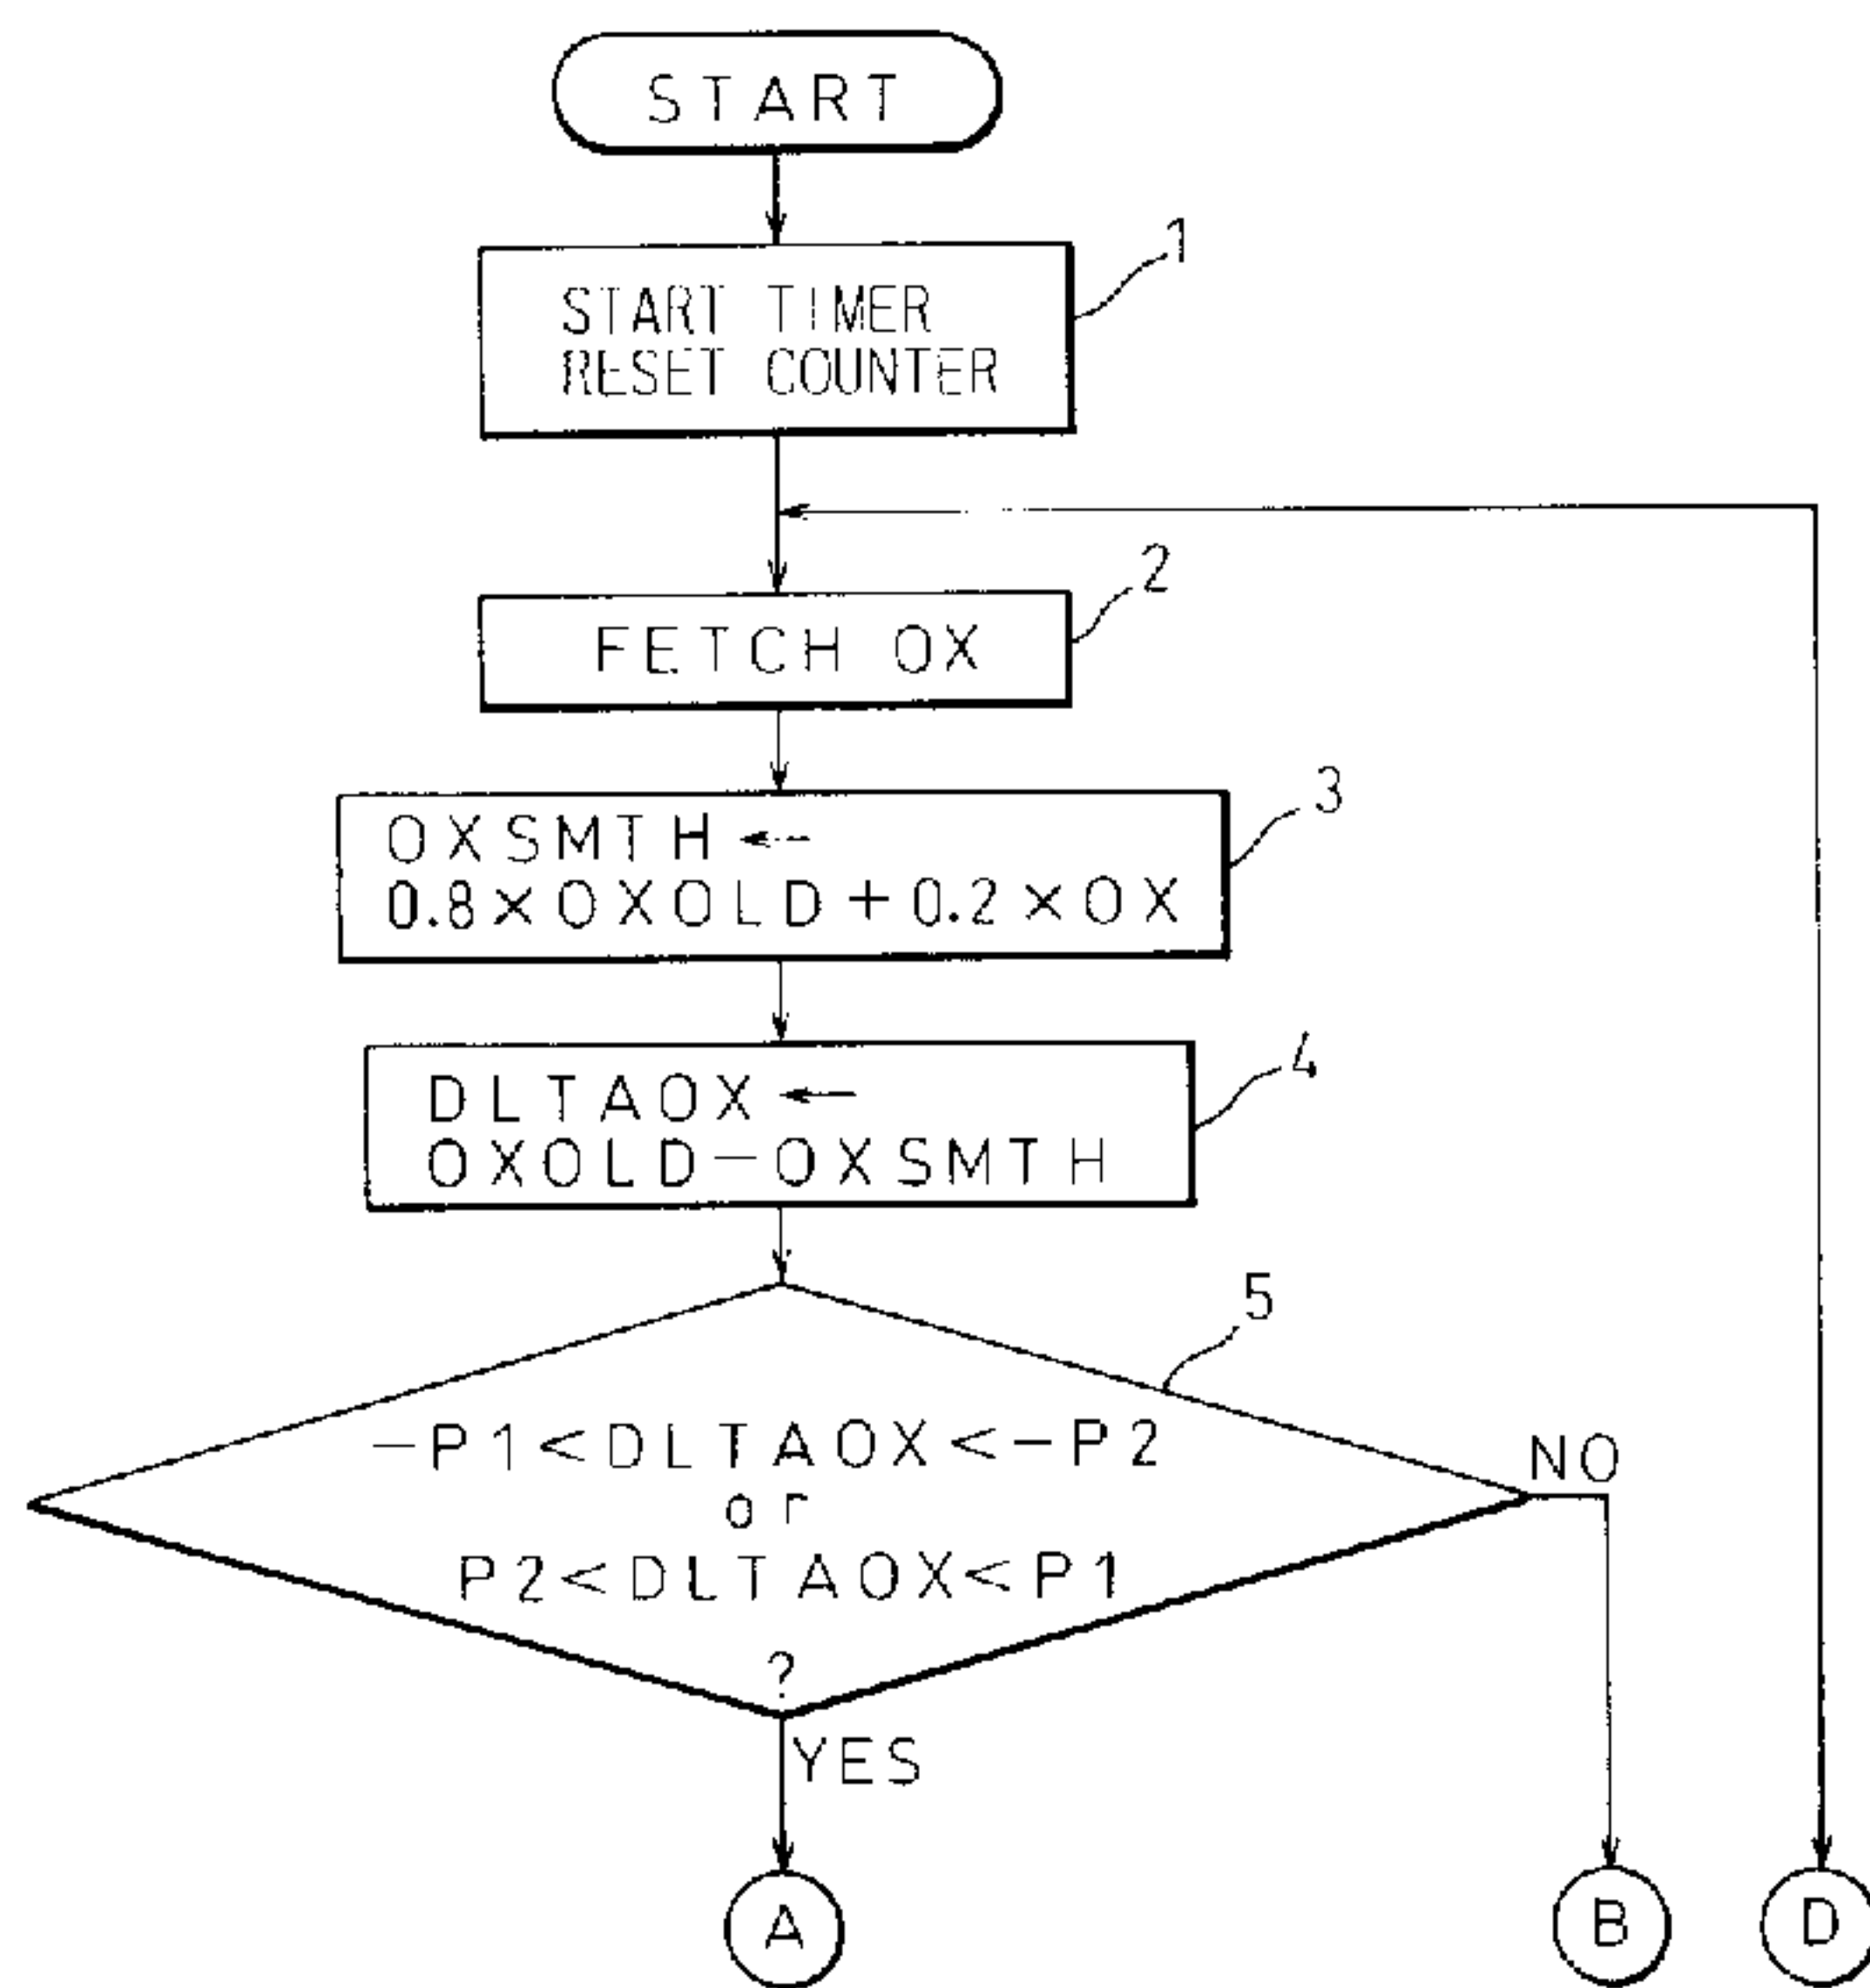 START
1
START TIMER
RESET COUNTER
2
FETCH OX
3
OXSMTH ←
0.8×OXOLD+0.2×OX
4
DLTAOX ←
OXOLD−OXSMTH
5
−P1<DLTAOX<−P2
or
P2<DLTAOX<P1
?
NO
YES
A
B
D